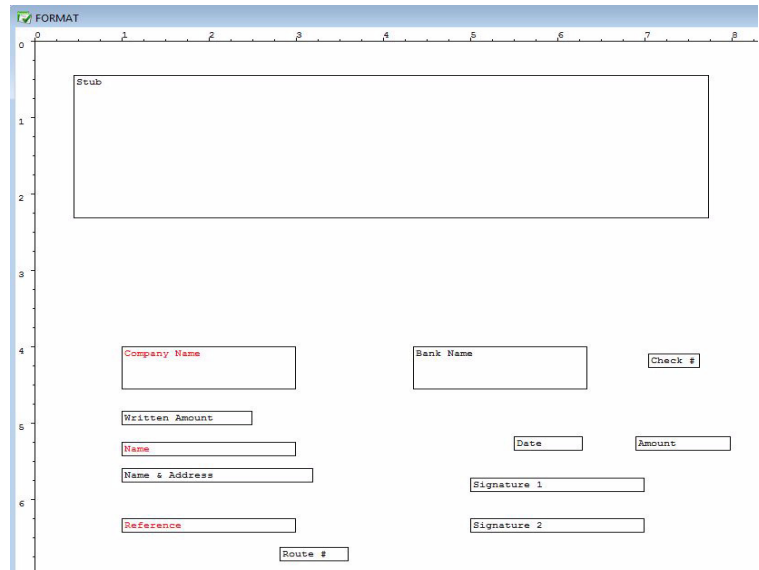 FORMAT
0 1 2 3 4 5 6 7 8
0
Stub
1
2
3
4
Company Name
Bank Name
Check #
Written Amount
5
Date
Amount
Name
Name & Address
Signature 1
6
Reference
Signature 2
Route #